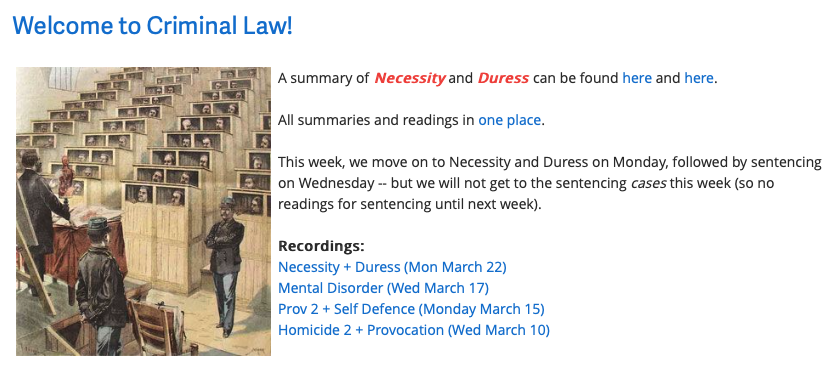 Welcome to Criminal Law!
A summary of Necessity and Duress can be found here and here.
All summaries and readings in one place.
This week, we move on to Necessity and Duress on Monday, followed by sentencing
on Wednesday -- but we will not get to the sentencing cases this week (so no
readings for sentencing until next week).
Recordings:
Necessity + Duress (Mon March 22)
Mental Disorder (Wed March 17)
Prov 2 + Self Defence (Monday March 15)
Homicide 2 + Provocation (Wed March 10)